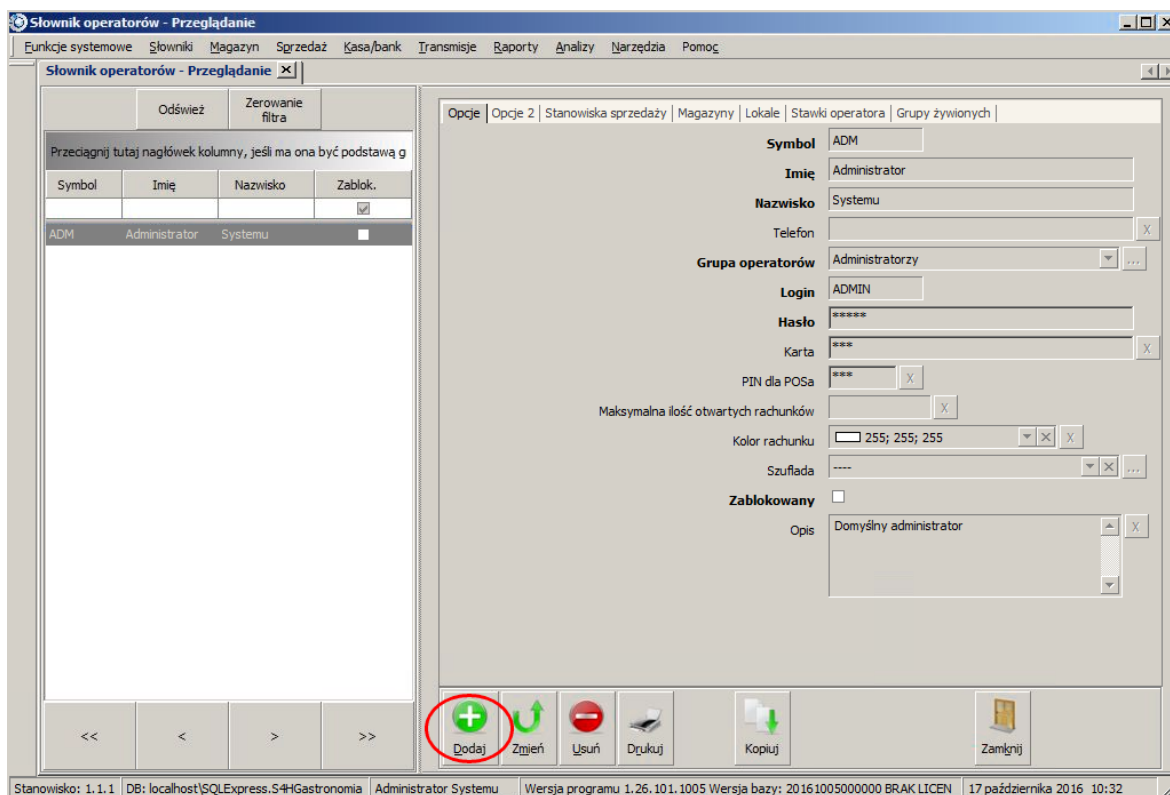 Słownik operatorów - Przeglądanie
Funkcje systemowe Słowniki Magazyn Sprzedaż Kasa/bank Transmisje Raporty Analizy Narzędzia Pomoc
Słownik operatorów - Przeglądanie X
Odśwież
Zerowanie filtra
Przeciągnij tutaj nagłówek kolumny, jeśli ma ona być podstawą g
Symbol Imię Nazwisko Zablok.
ADM Administrator Systemu
<< < > >>
Opcje Opcje 2 Stanowiska sprzedaży Magazyny Lokale Stawki operatora Grupy żywionych
Symbol ADM
Imię Administrator
Nazwisko Systemu
Telefon X
Grupa operatorów Administratorzy ...
Login ADMIN
Hasło *****
Karta *** X
PIN dla POSa *** X
Maksymalna ilość otwartych rachunków X
Kolor rachunku 255; 255; 255 X
Szuflada ---- ...
Zablokowany
Opis Domyślny administrator X
Dodaj Zmień Usuń Drukuj Kopiuj Zamknij
Stanowisko: 1.1.1 DB: localhost\SQLExpress.S4HGastronomia Administrator Systemu Wersja programu 1.26.101.1005 Wersja bazy: 20161005000000 BRAK LICEN 17 października 2016 10:32